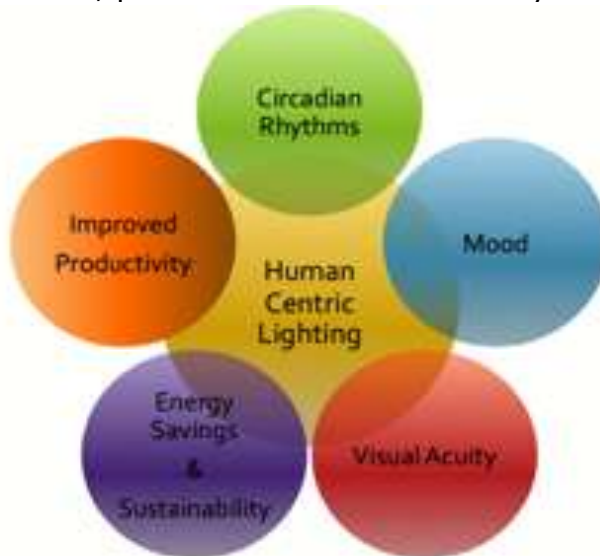 Circadian
Rhythms
Improved
Productivity
Mood
Human
Centric
Lighting
Energy
Savings
&
Sustainability
Visual Acuity